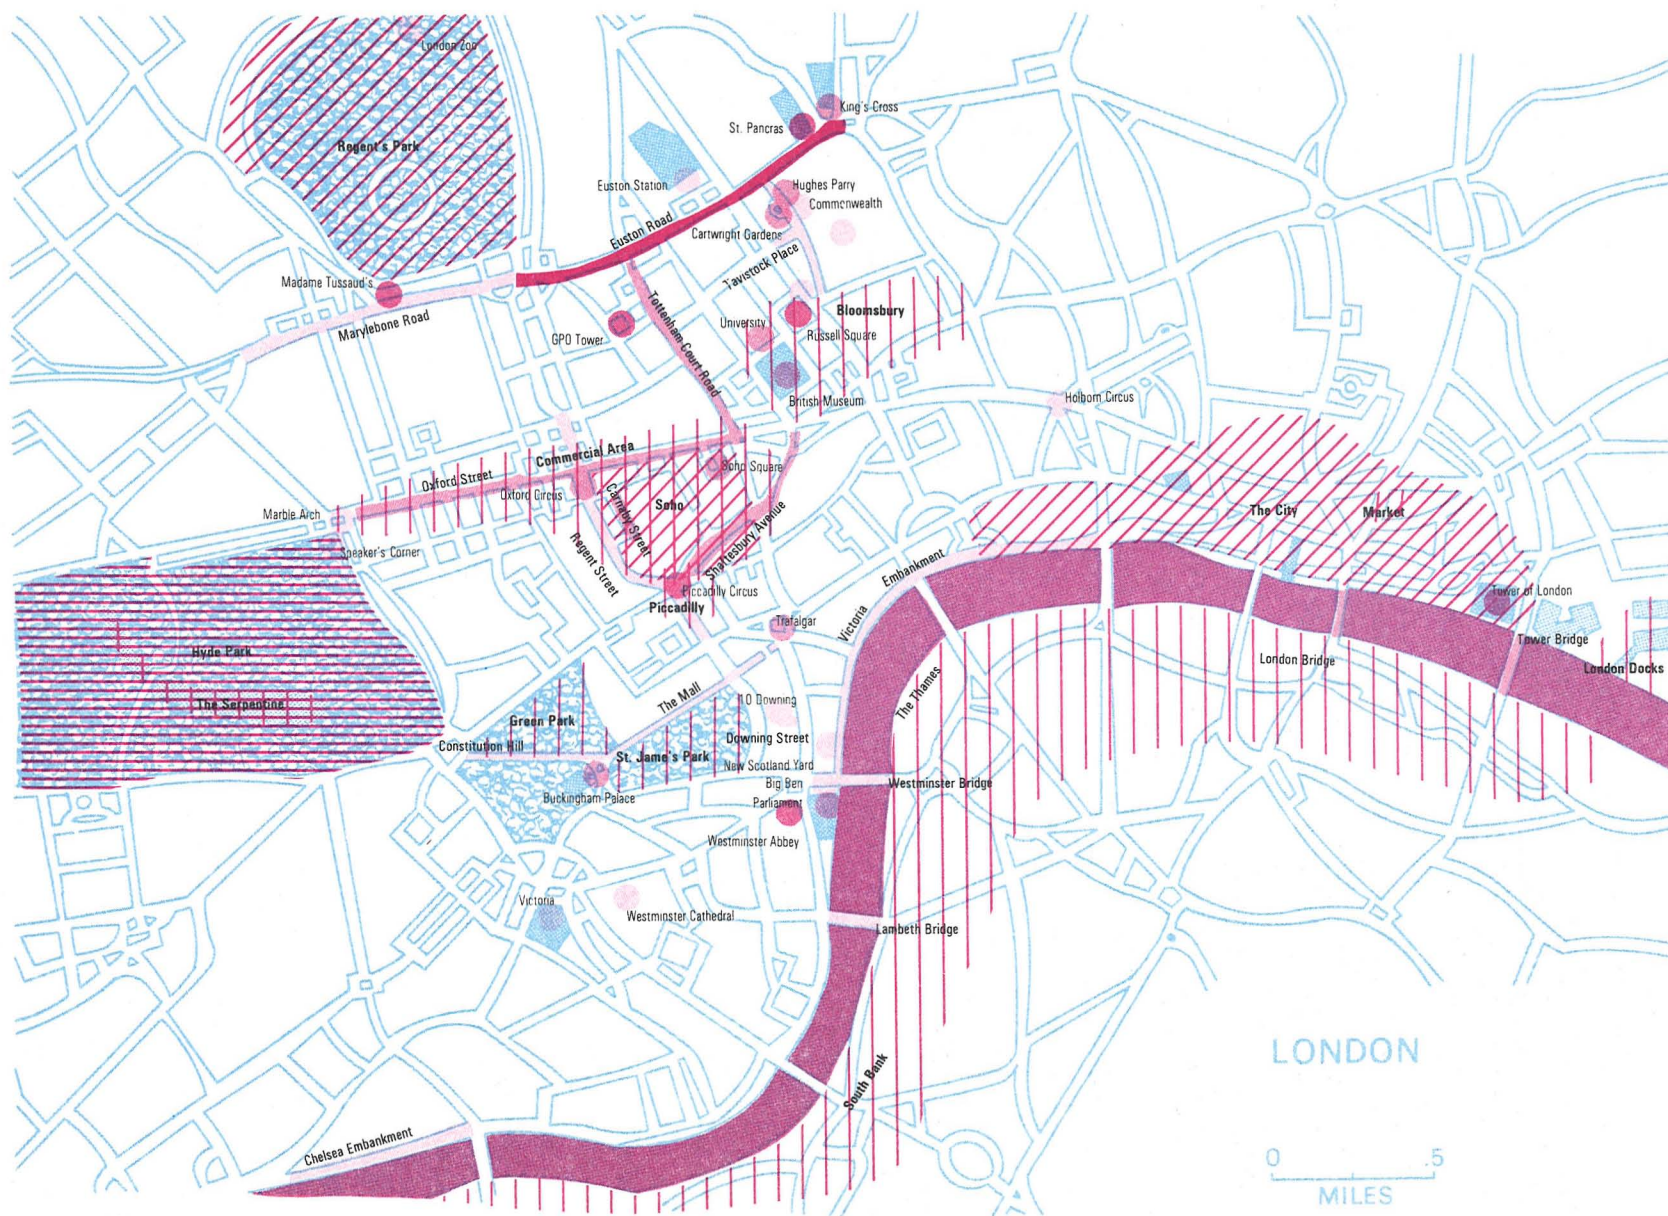 London Zoo
King's Cross
St. Pancras
Regent's Park
Euston Station
Hughes Parry
Commonwealth
Euston Road
Cartwright Gardens
Tavistock Place
Madame Tussaud's
Marylebone Road
Tottenham Court Road
University
Bloomsbury
GPO Tower
Russell Square
British Museum
Holborn Circus
Commercial Area
Soho Square
Oxford Street
Oxford Circus
Carnaby Street
Soho
Marble Arch
The City
Market
Speaker's Corner
Regent Street
Shaftesbury Avenue
Embankment
Piccadilly Circus
Piccadilly
Tower of London
Trafalgar
Victoria
Tower Bridge
Hyde Park
London Bridge
London Docks
The Serpentine
The Mall
10 Downing
The Thames
Green Park
Constitution Hill
Downing Street
St. Jame's Park
New Scotland Yard
Big Ben
Westminster Bridge
Buckingham Palace
Parliament
Westminster Abbey
Victoria
Westminster Cathedral
Lambeth Bridge
South Bank
Chelsea Embankment
LONDON
0 .5
MILES